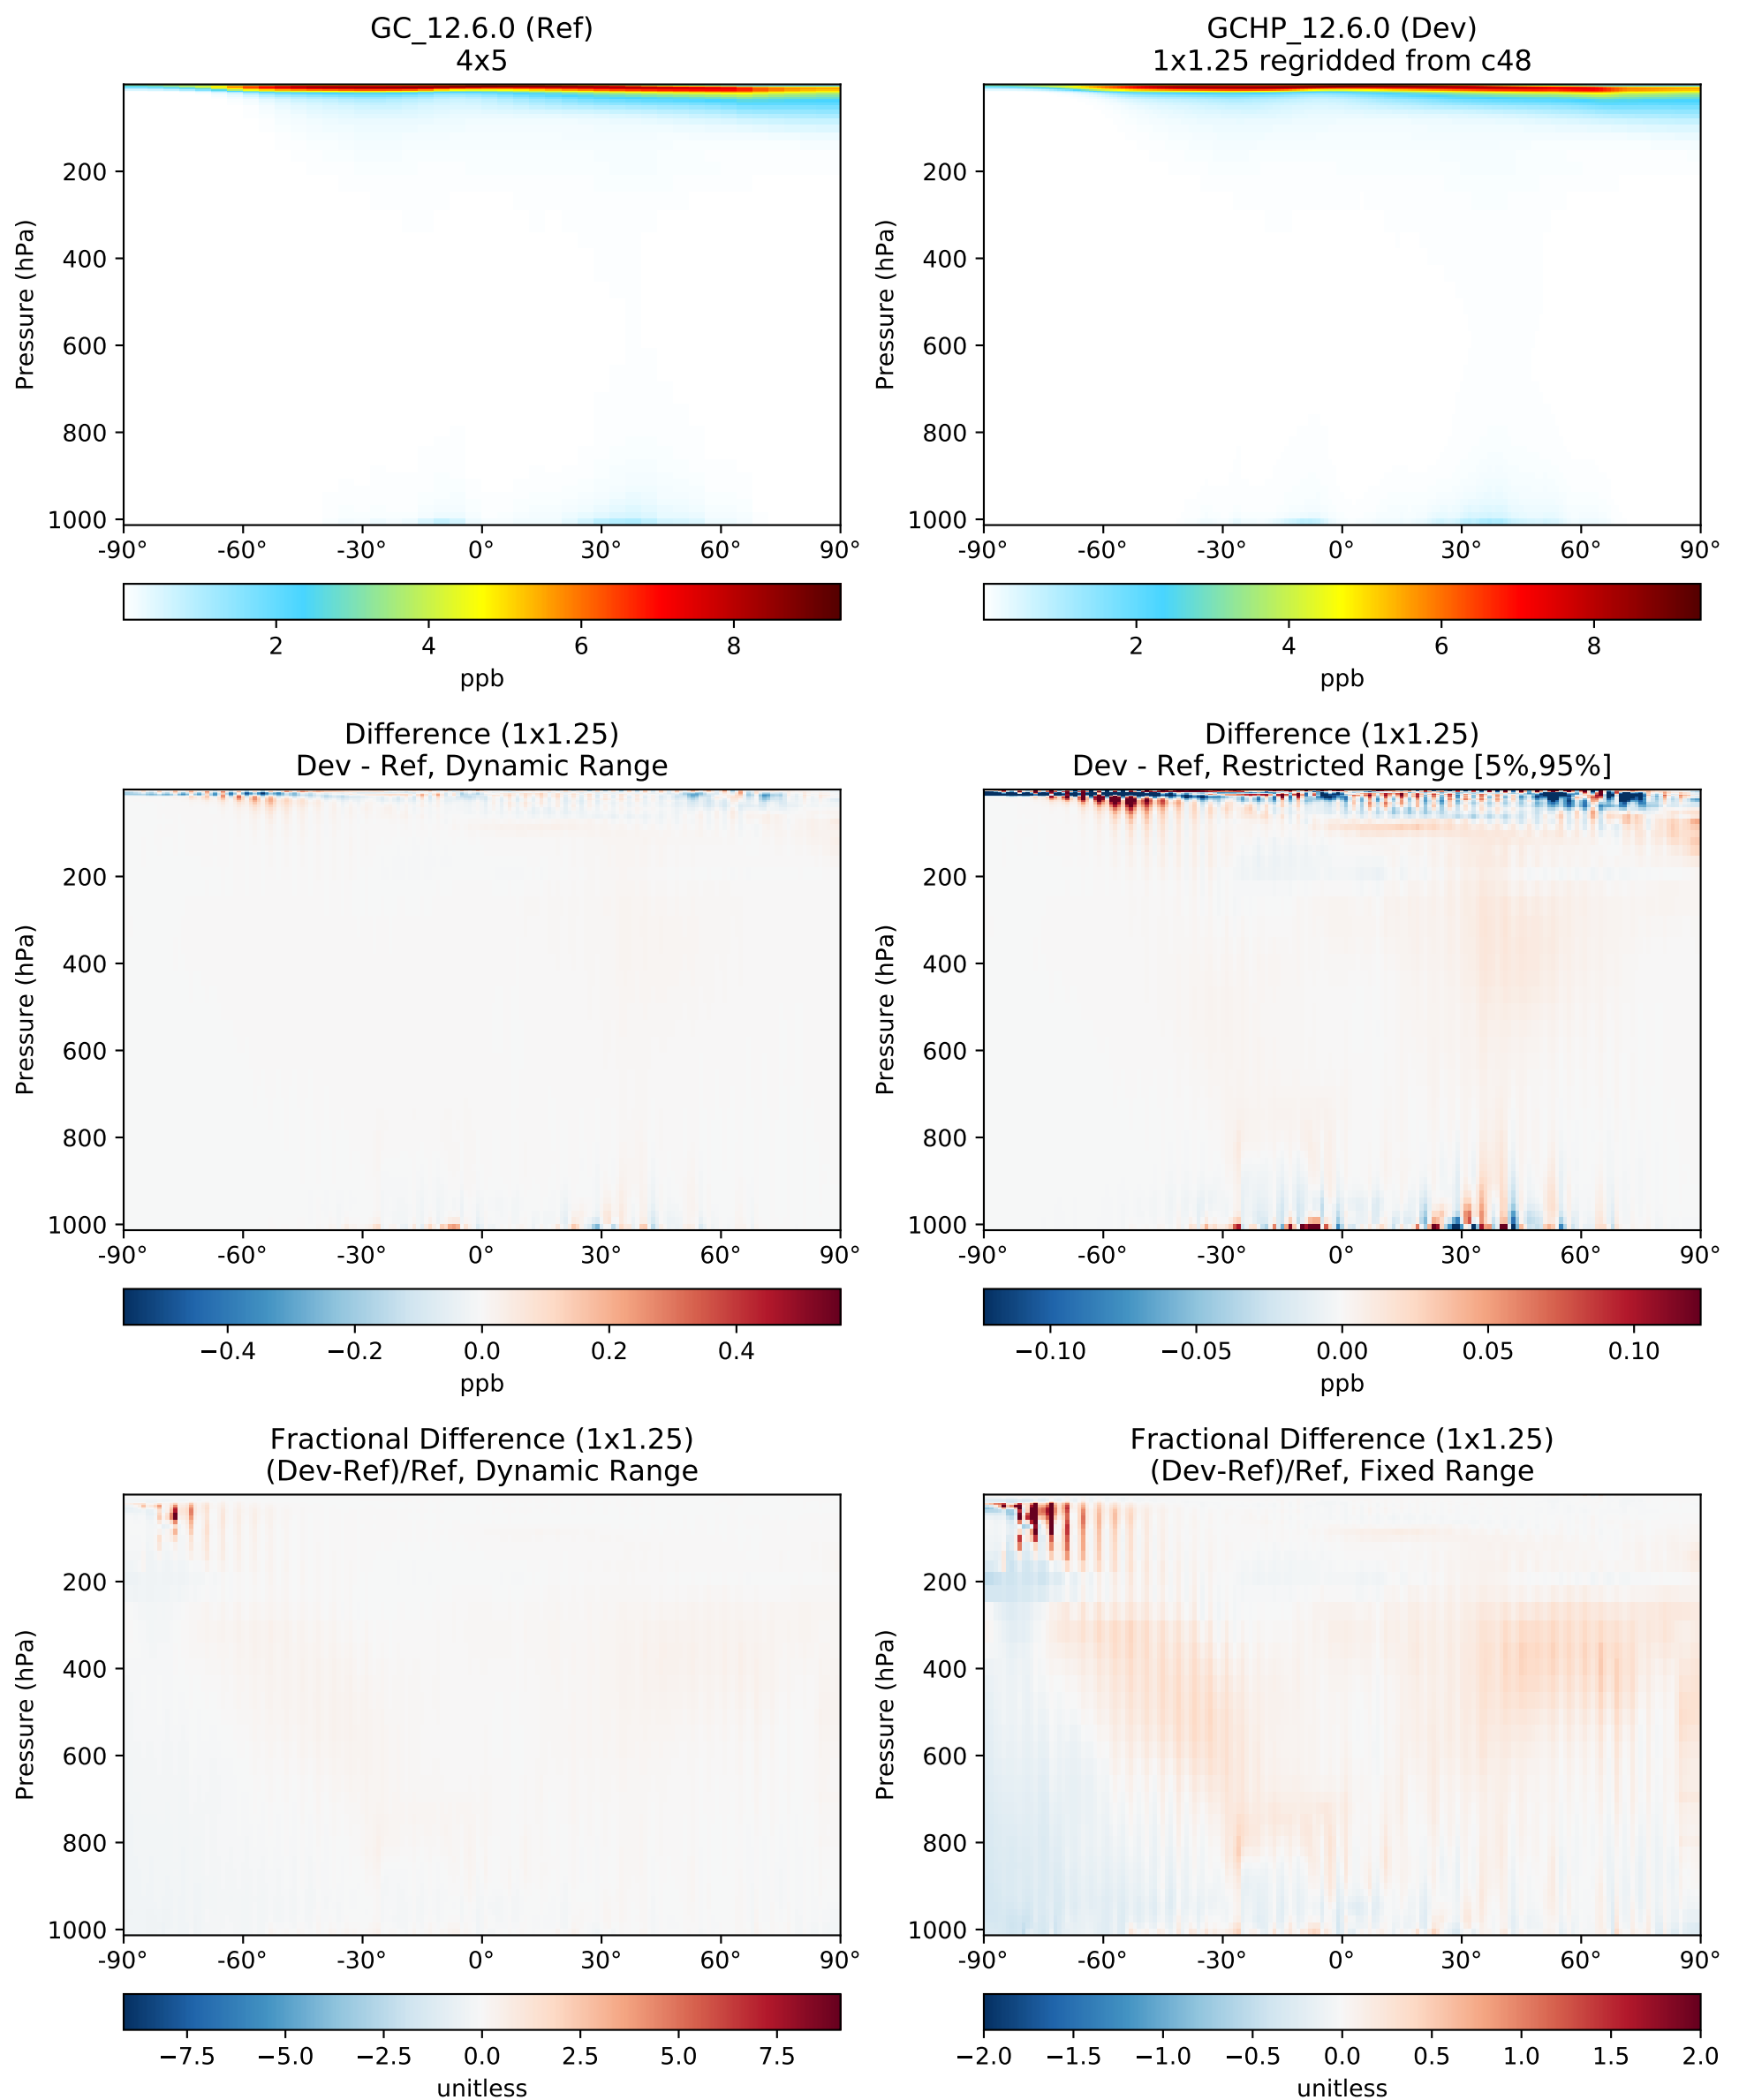 GC_12.6.0 (Ref)
4x5
Pressure (hPa)
200
400
600
800
1000
-90° -60° -30° 0° 30° 60° 90°
2 4 6 8
ppb
GCHP_12.6.0 (Dev)
1x1.25 regridded from c48
Pressure (hPa)
200
400
600
800
1000
-90° -60° -30° 0° 30° 60° 90°
2 4 6 8
ppb
Difference (1x1.25)
Dev - Ref, Dynamic Range
Pressure (hPa)
200
400
600
800
1000
-90° -60° -30° 0° 30° 60° 90°
−0.4 −0.2 0.0 0.2 0.4
ppb
Difference (1x1.25)
Dev - Ref, Restricted Range [5%,95%]
Pressure (hPa)
200
400
600
800
1000
-90° -60° -30° 0° 30° 60° 90°
−0.10 −0.05 0.00 0.05 0.10
ppb
Fractional Difference (1x1.25)
(Dev-Ref)/Ref, Dynamic Range
Pressure (hPa)
200
400
600
800
1000
-90° -60° -30° 0° 30° 60° 90°
−7.5 −5.0 −2.5 0.0 2.5 5.0 7.5
unitless
Fractional Difference (1x1.25)
(Dev-Ref)/Ref, Fixed Range
Pressure (hPa)
200
400
600
800
1000
-90° -60° -30° 0° 30° 60° 90°
−2.0 −1.5 −1.0 −0.5 0.0 0.5 1.0 1.5 2.0
unitless